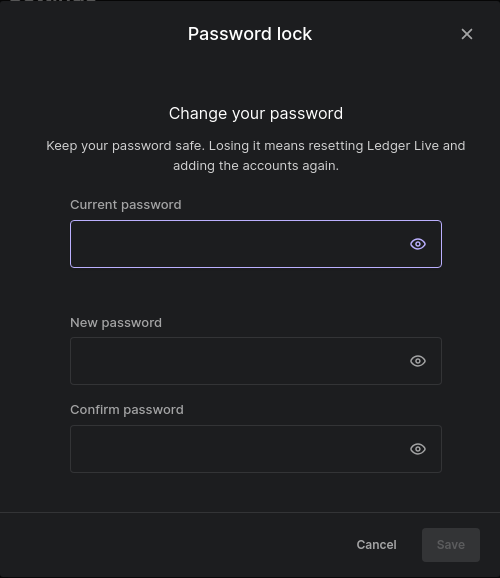 Password lock
Change your password
Keep your password safe. Losing it means resetting Ledger Live and
adding the accounts again.
Current password
New password
Confirm password
Cancel
Save